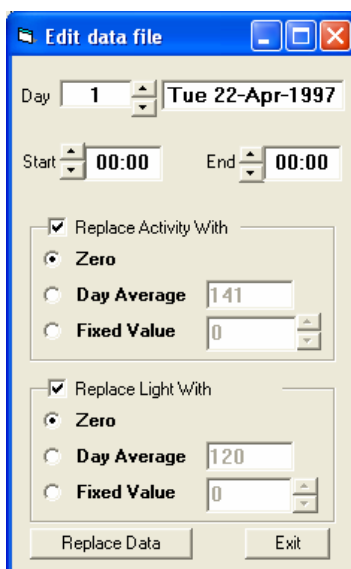 Edit data file
Day 1 Tue 22-Apr-1997
Start 00:00 End 00:00
Replace Activity With
Zero
Day Average 141
Fixed Value 0
Replace Light With
Zero
Day Average 120
Fixed Value 0
Replace Data Exit